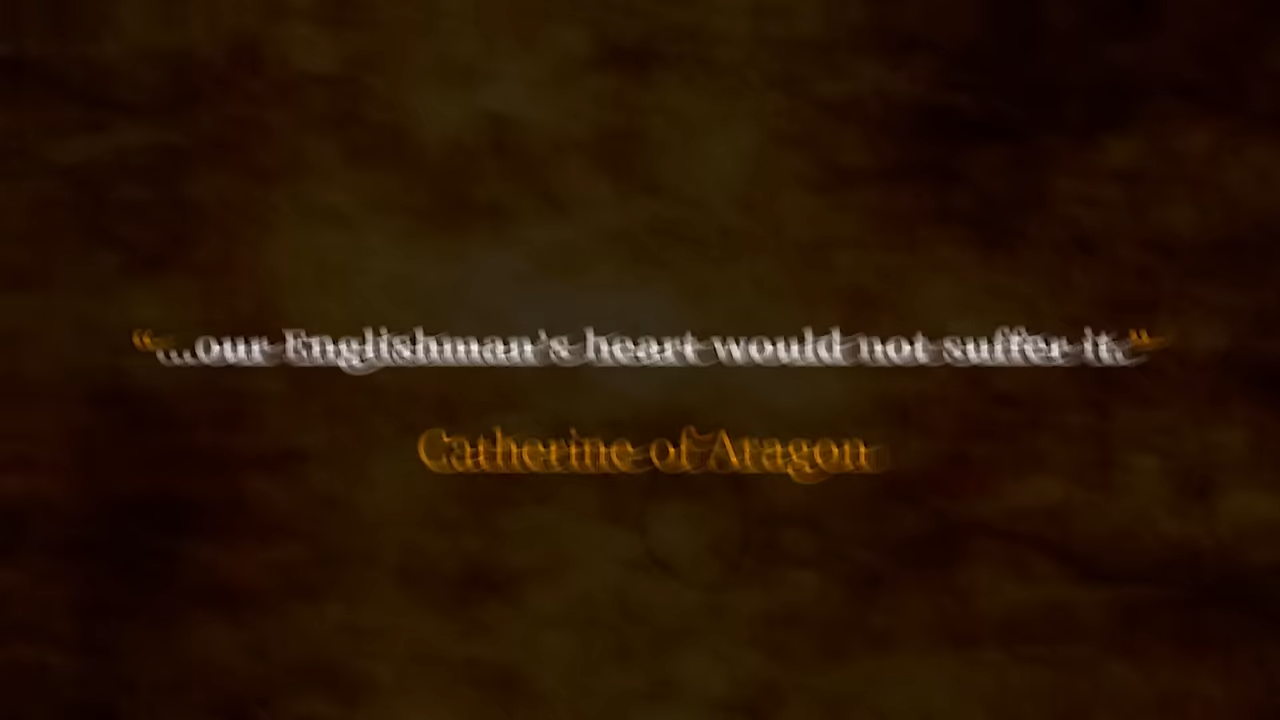 “...our Englishman's heart would not suffer it.”
Catherine of Aragon